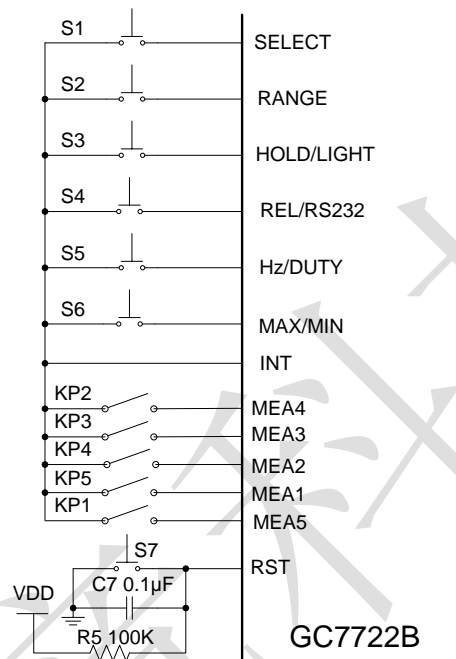 S1 SELECT
S2 RANGE
S3 HOLD/LIGHT
S4 REL/RS232
S5 Hz/DUTY
S6 MAX/MIN
INT
KP2 MEA4
KP3 MEA3
KP4 MEA2
KP5 MEA1
KP1 MEA5
S7 RST
C7 0.1µF
VDD
R5 100K
GC7722B